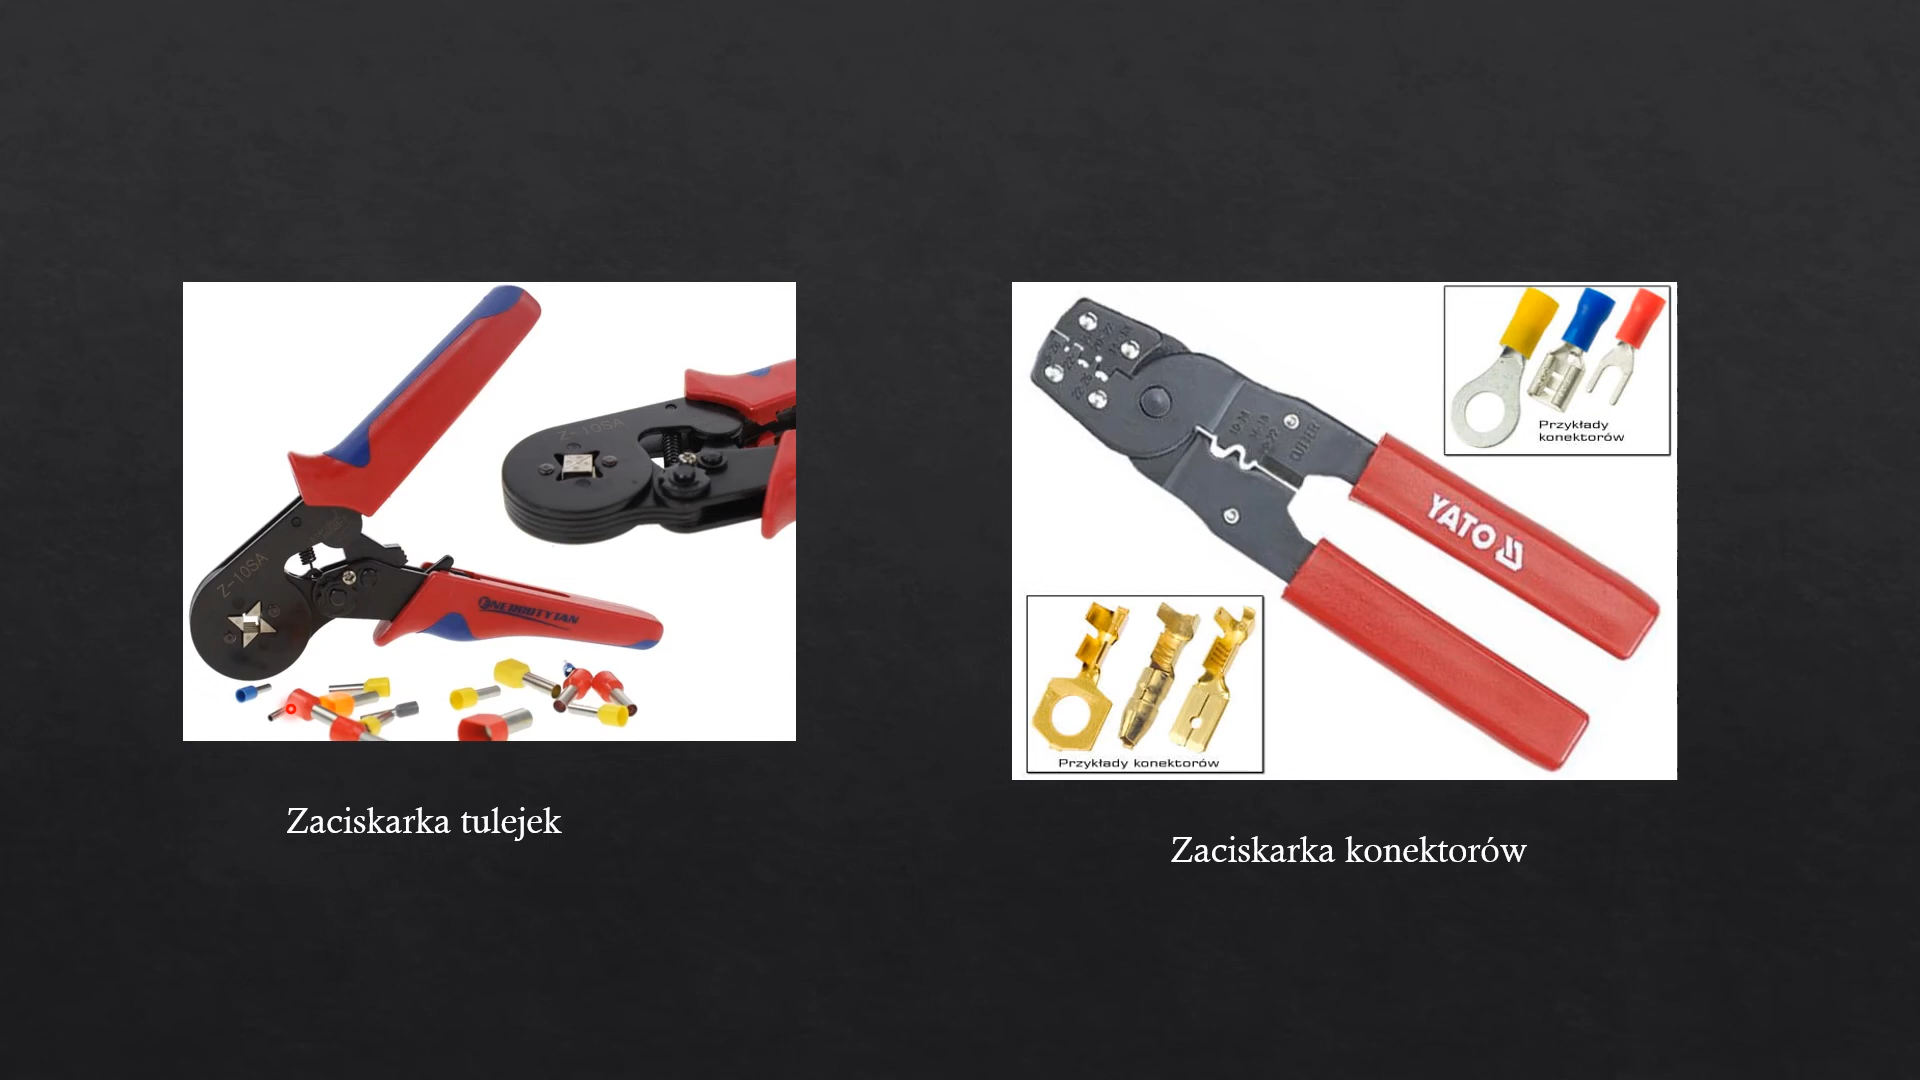 Z-10SA
Z-10SA
Przykłady
konektorów
YATO
Przykłady konektorów
Zaciskarka tulejek
Zaciskarka konektorów